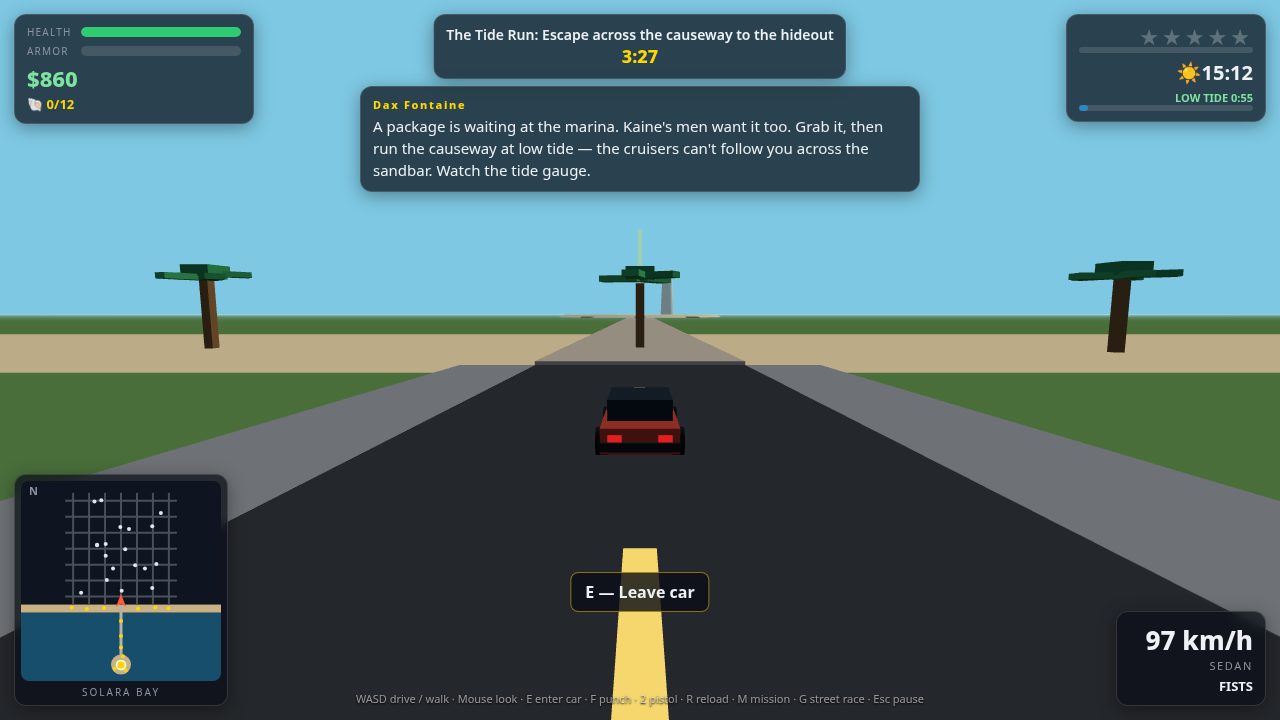 HEALTH
ARMOR
$860
0/12
The Tide Run: Escape across the causeway to the hideout
3:27
Dax Fontaine
A package is waiting at the marina. Kaine's men want it too. Grab it, then
run the causeway at low tide — the cruisers can't follow you across the
sandbar. Watch the tide gauge.
15:12
LOW TIDE 0:55
N
SOLARA BAY
E — Leave car
97 km/h
SEDAN
FISTS
WASD drive / walk · Mouse look · E enter car · F punch · 2 pistol · R reload · M mission · G street race · Esc pause